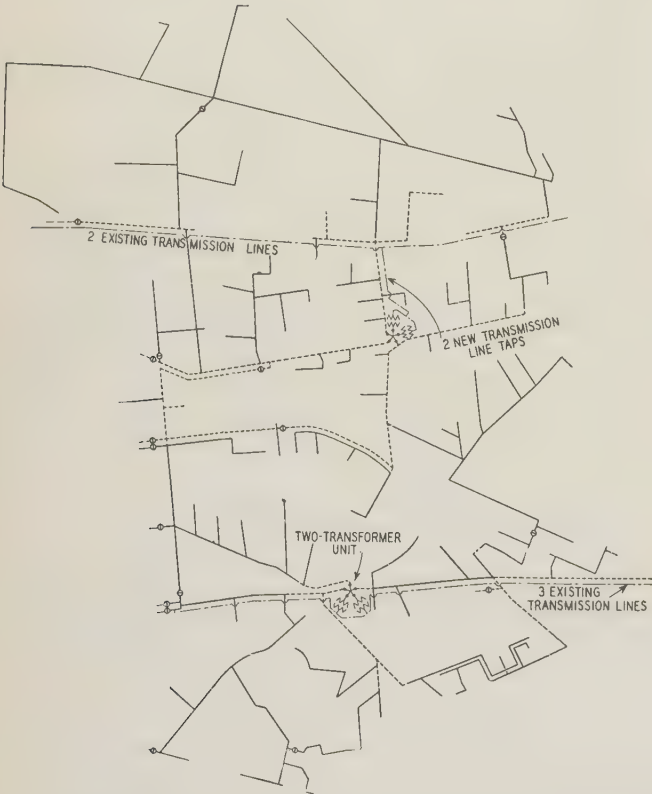 2 EXISTING TRANSMISSION LINES
2 NEW TRANSMISSION
LINE TAPS
TWO-TRANSFORMER
UNIT
3 EXISTING
TRANSMISSION LINES